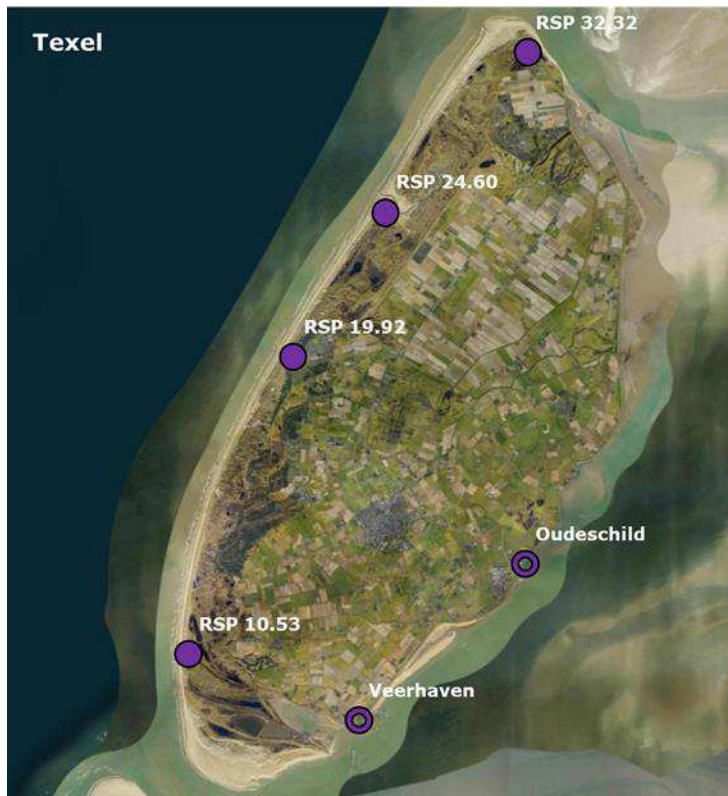 RSP 32.32
Texel
RSP 24.60
RSP 19.92
Oudeschild
RSP 10.53
Veerhaven